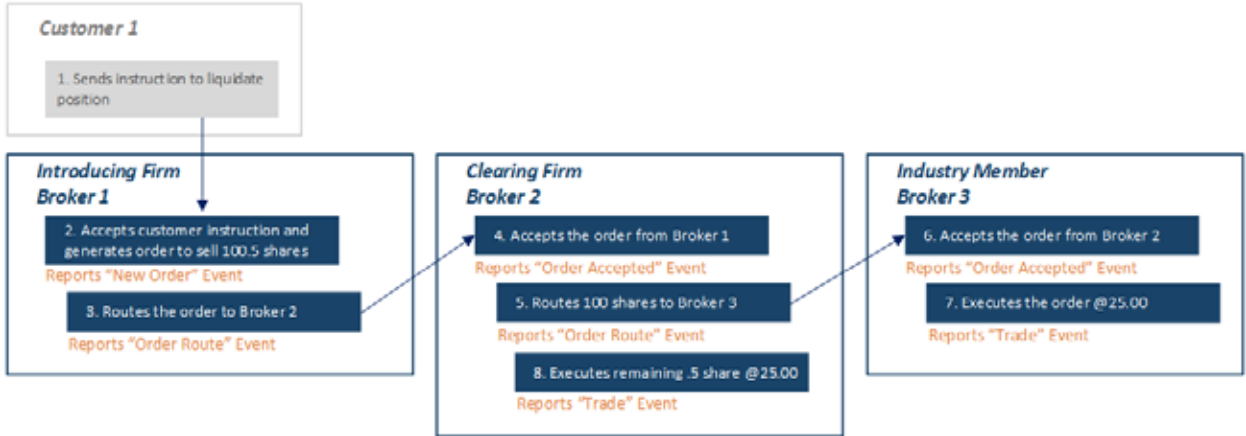 Customer 1
1. Sends instruction to liquidate
position
Introducing Firm
Broker 1
2. Accepts customer instruction and
generates order to sell 100.5 shares
Reports "New Order" Event
3. Routes the order to Broker 2
Reports "Order Route" Event
Clearing Firm
Broker 2
4. Accepts the order from Broker 1
Reports "Order Accepted" Event
5. Routes 100 shares to Broker 3
Reports "Order Route" Event
8. Executes remaining .5 share @25.00
Reports "Trade" Event
Industry Member
Broker 3
6. Accepts the order from Broker 2
Reports "Order Accepted" Event
7. Executes the order @25.00
Reports "Trade" Event